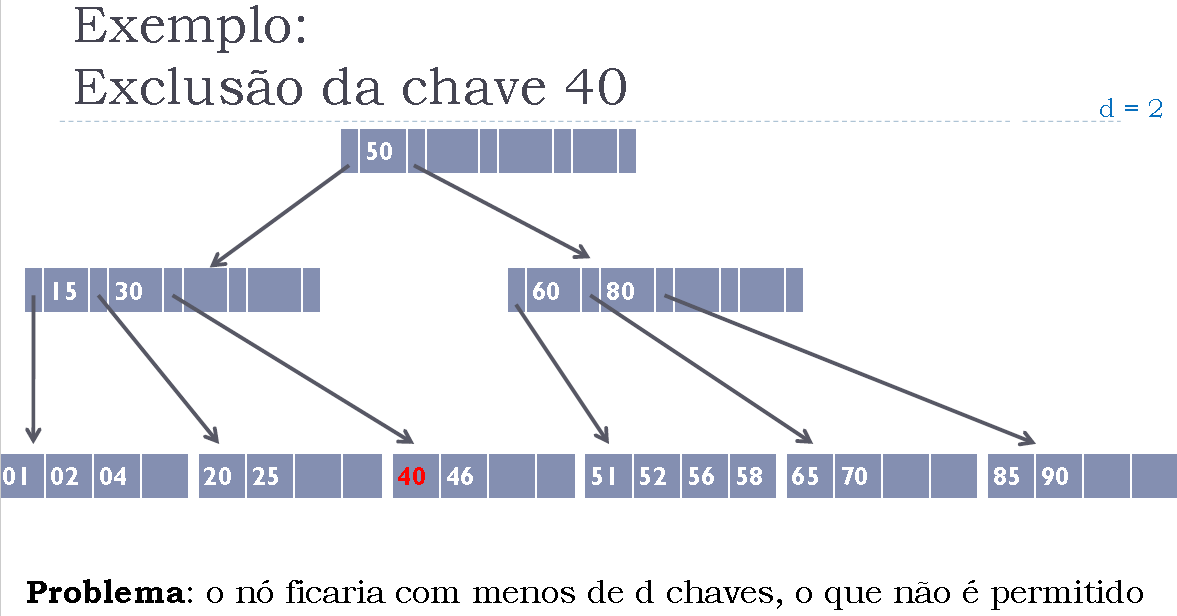 Exemplo:
Exclusão da chave 40
d = 2
50
15 30
60 80
01 02 04
20 25
40 46
51 52 56 58
65 70
85 90
Problema: o nó ficaria com menos de d chaves, o que não é permitido